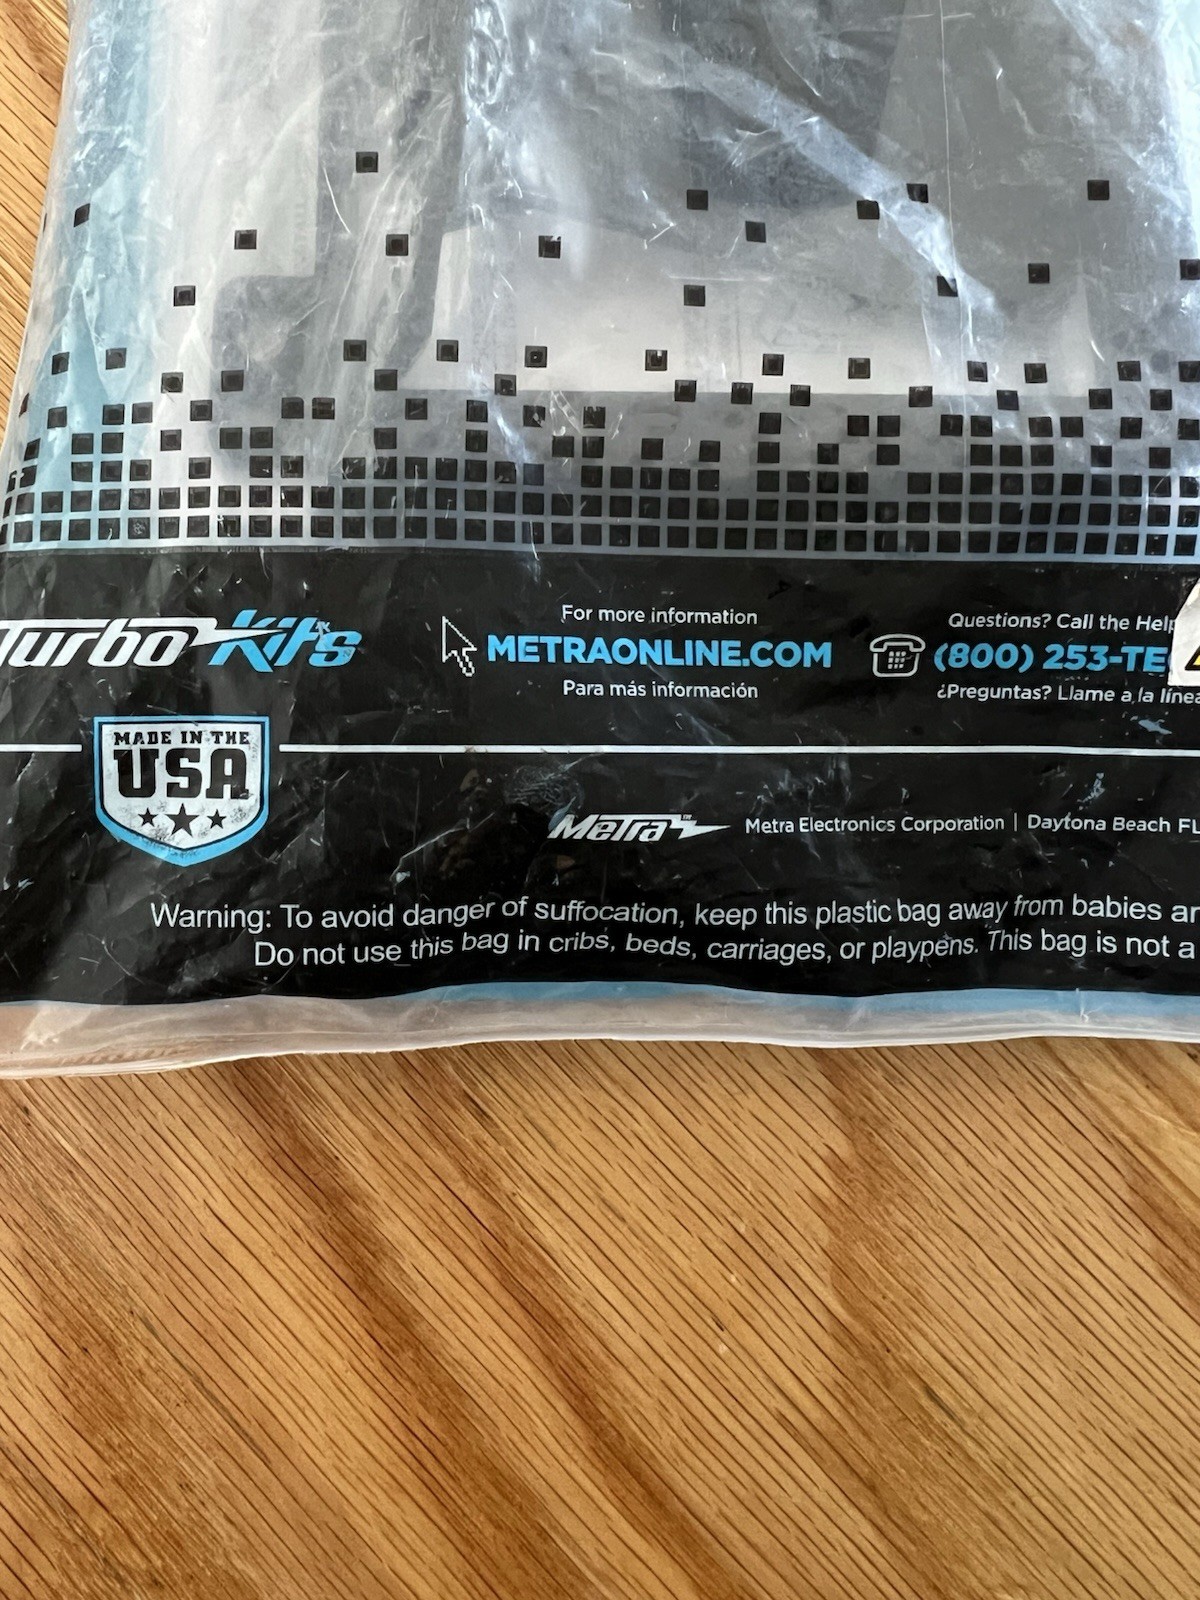 Turbo Kits
For more information
METRAONLINE.COM
Para más información
Questions? Call the Help
(800) 253-TE
¿Preguntas? Llame a la línea
MADE IN THE
USA
Metra™
Metra Electronics Corporation | Daytona Beach FL
Warning: To avoid danger of suffocation, keep this plastic bag away from babies
Do not use this bag in cribs, beds, carriages, or playpens. This bag is not a